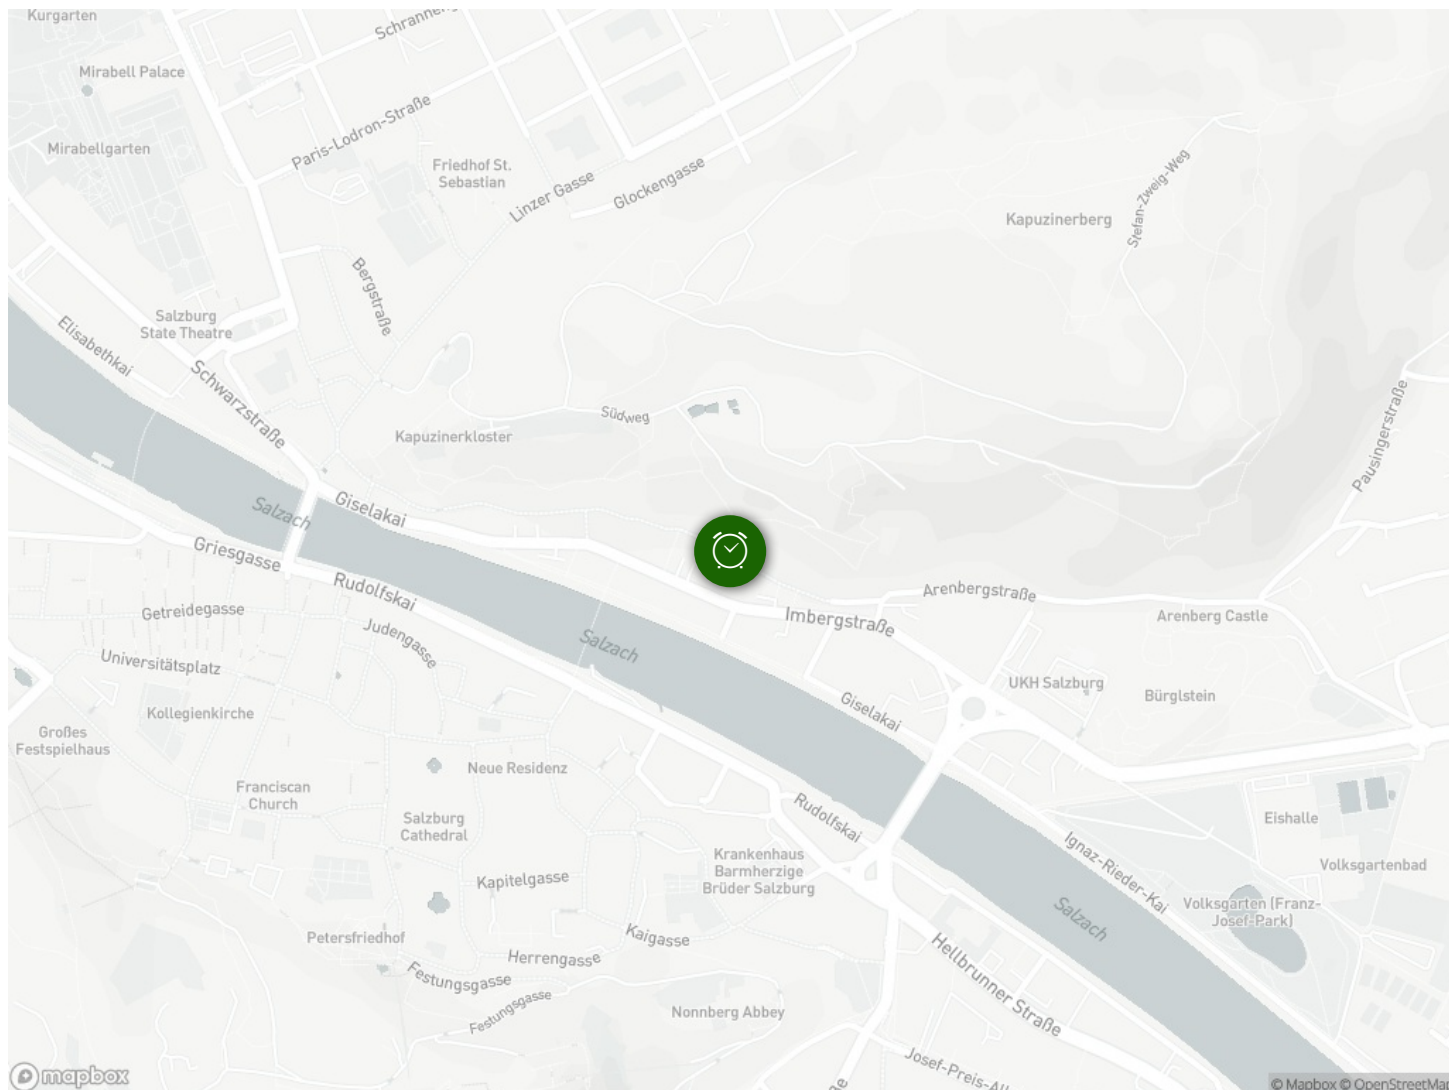 Kurgarten
Schrannen
Mirabell Palace
Paris-Lodron-Straße
Mirabellgarten
Friedhof St.
Sebastian
Linzer Gasse
Glockengasse
Stefan-Zweig-Weg
Kapuzinerberg
Bergstraße
Salzburg
State Theatre
Elisabethkai
Schwarzstraße
Südweg
Kapuzinerkloster
Pausingerstraße
Salzach
Giselakai
Griesgasse
Rudolfskai
Getreidegasse
Judengasse
Universitätsplatz
Arenbergstraße
Imbergstraße
Arenberg Castle
Salzach
UKH Salzburg
Bürglstein
Giselakai
Kollegienkirche
Großes
Festspielhaus
Neue Residenz
Franciscan
Church
Salzburg
Cathedral
Rudolfskai
Eishalle
Krankenhaus
Barmherzige
Brüder Salzburg
Ignaz-Rieder-Kai
Volksgartenbad
Kapitelgasse
Volksgarten (Franz-
Josef-Park)
Salzach
Petersfriedhof
Kaigasse
Herrengasse
Festungsgasse
Festungsgasse
Hellbrunner Straße
Nonnberg Abbey
Josef-Preis-All
mapbox
© Mapbox © OpenStreetMap